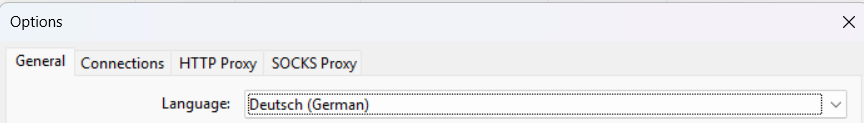 Options
General Connections HTTP Proxy SOCKS Proxy
Language: Deutsch (German)